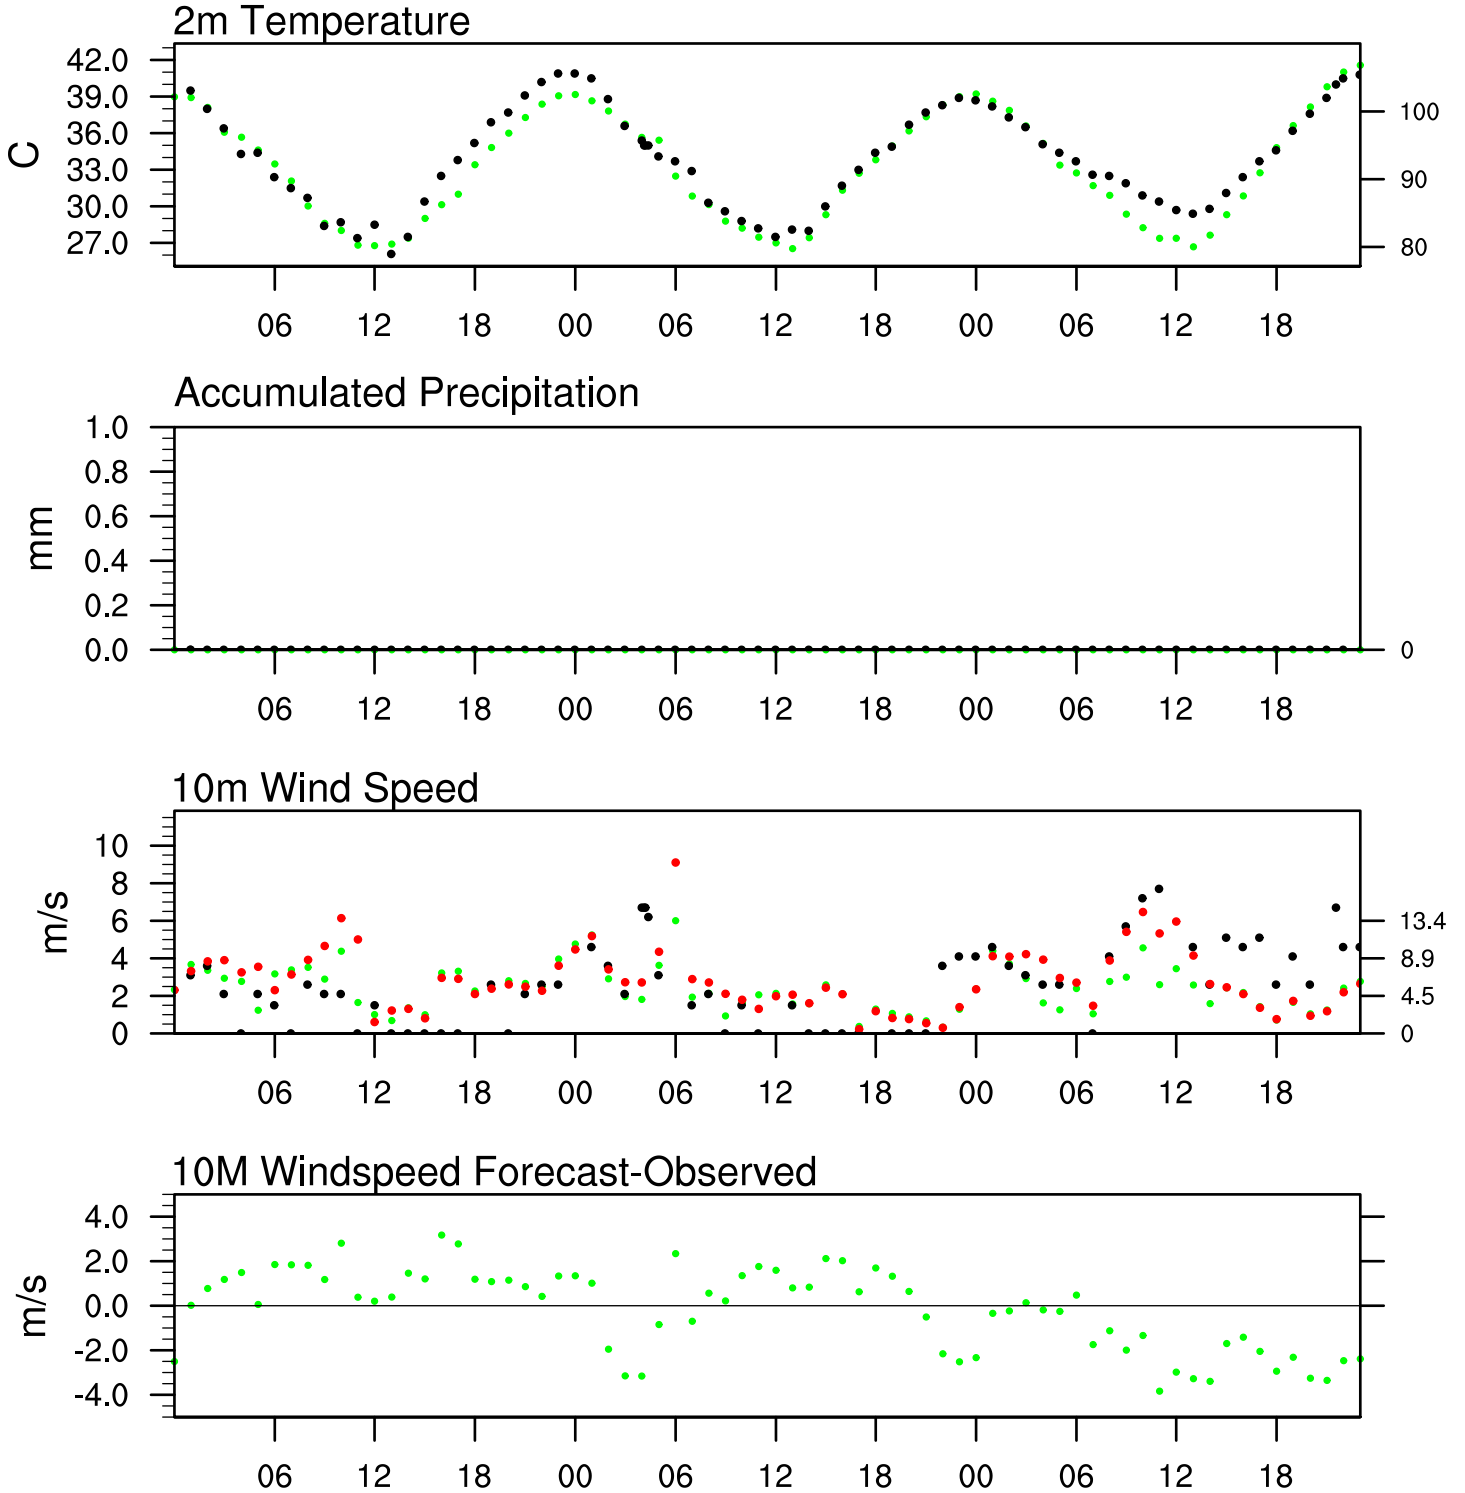 2m Temperature
42.0
39.0
36.0
33.0
30.0
27.0
C
100
90
80
06 12 18 00 06 12 18 00 06 12 18
Accumulated Precipitation
1.0
0.8
0.6
0.4
0.2
0.0
mm
0
06 12 18 00 06 12 18 00 06 12 18
10m Wind Speed
10
8
6
4
2
0
m/s
13.4
8.9
4.5
0
06 12 18 00 06 12 18 00 06 12 18
10M Windspeed Forecast-Observed
4.0
2.0
0.0
-2.0
-4.0
m/s
06 12 18 00 06 12 18 00 06 12 18